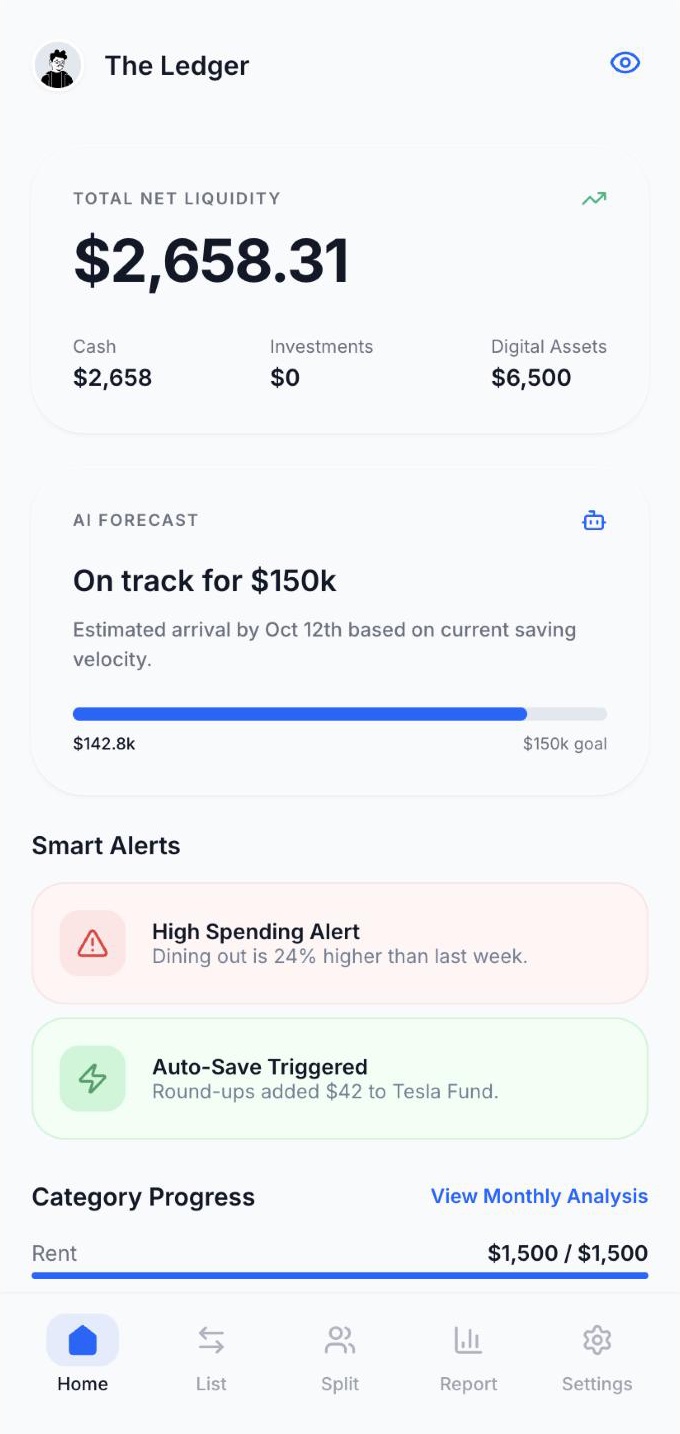 The Ledger
TOTAL NET LIQUIDITY
$2,658.31
Cash
Investments
Digital Assets
$2,658
$0
$6,500
AI FORECAST
On track for $150k
Estimated arrival by Oct 12th based on current saving
velocity.
$142.8k
$150k goal
Smart Alerts
High Spending Alert
Dining out is 24% higher than last week.
Auto-Save Triggered
Round-ups added $42 to Tesla Fund.
Category Progress
View Monthly Analysis
Rent
$1,500 / $1,500
Home
List
Split
Report
Settings